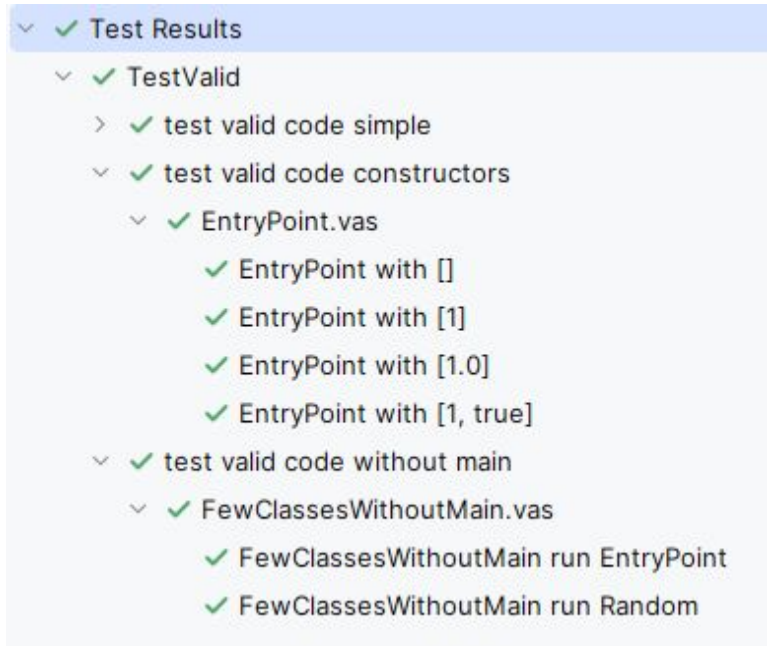 Test Results
TestValid
test valid code simple
test valid code constructors
EntryPoint.vas
EntryPoint with []
EntryPoint with [1]
EntryPoint with [1.0]
EntryPoint with [1, true]
test valid code without main
FewClassesWithoutMain.vas
FewClassesWithoutMain run EntryPoint
FewClassesWithoutMain run Random